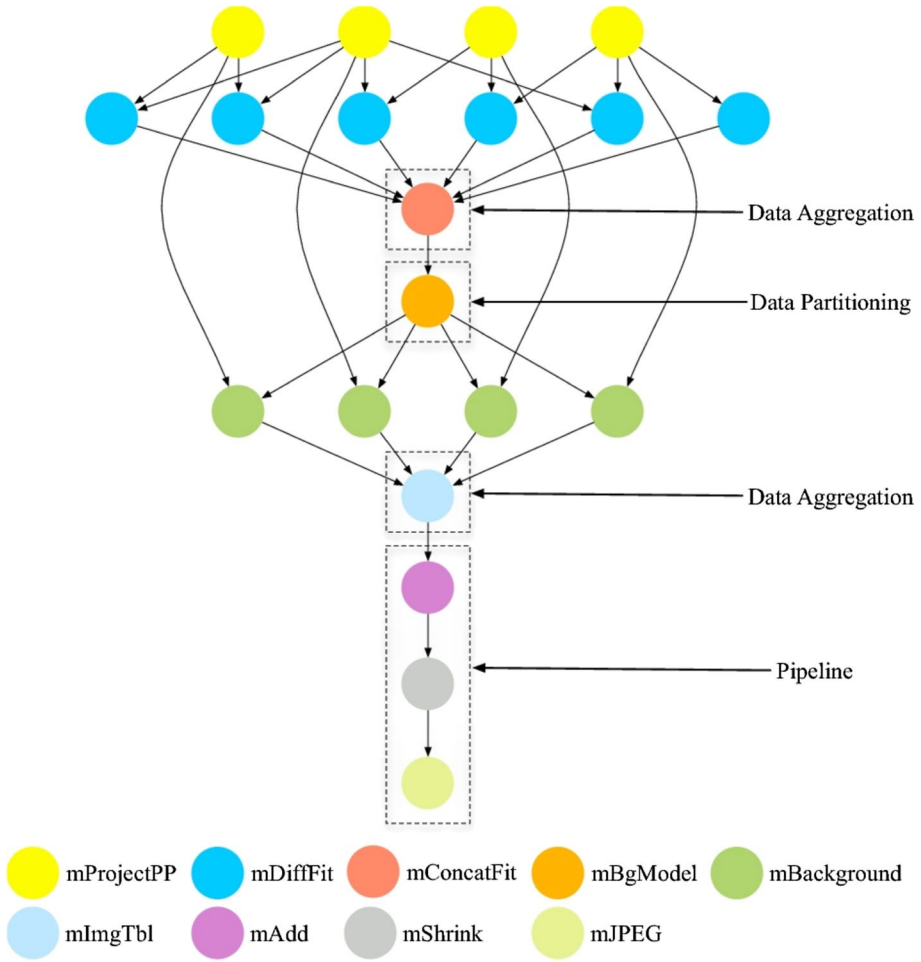 Data Aggregation
Data Partitioning
Data Aggregation
Pipeline
mProjectPP mDiffFit mConcatFit mBgModel mBackground
mImgTbl mAdd mShrink mJPEG